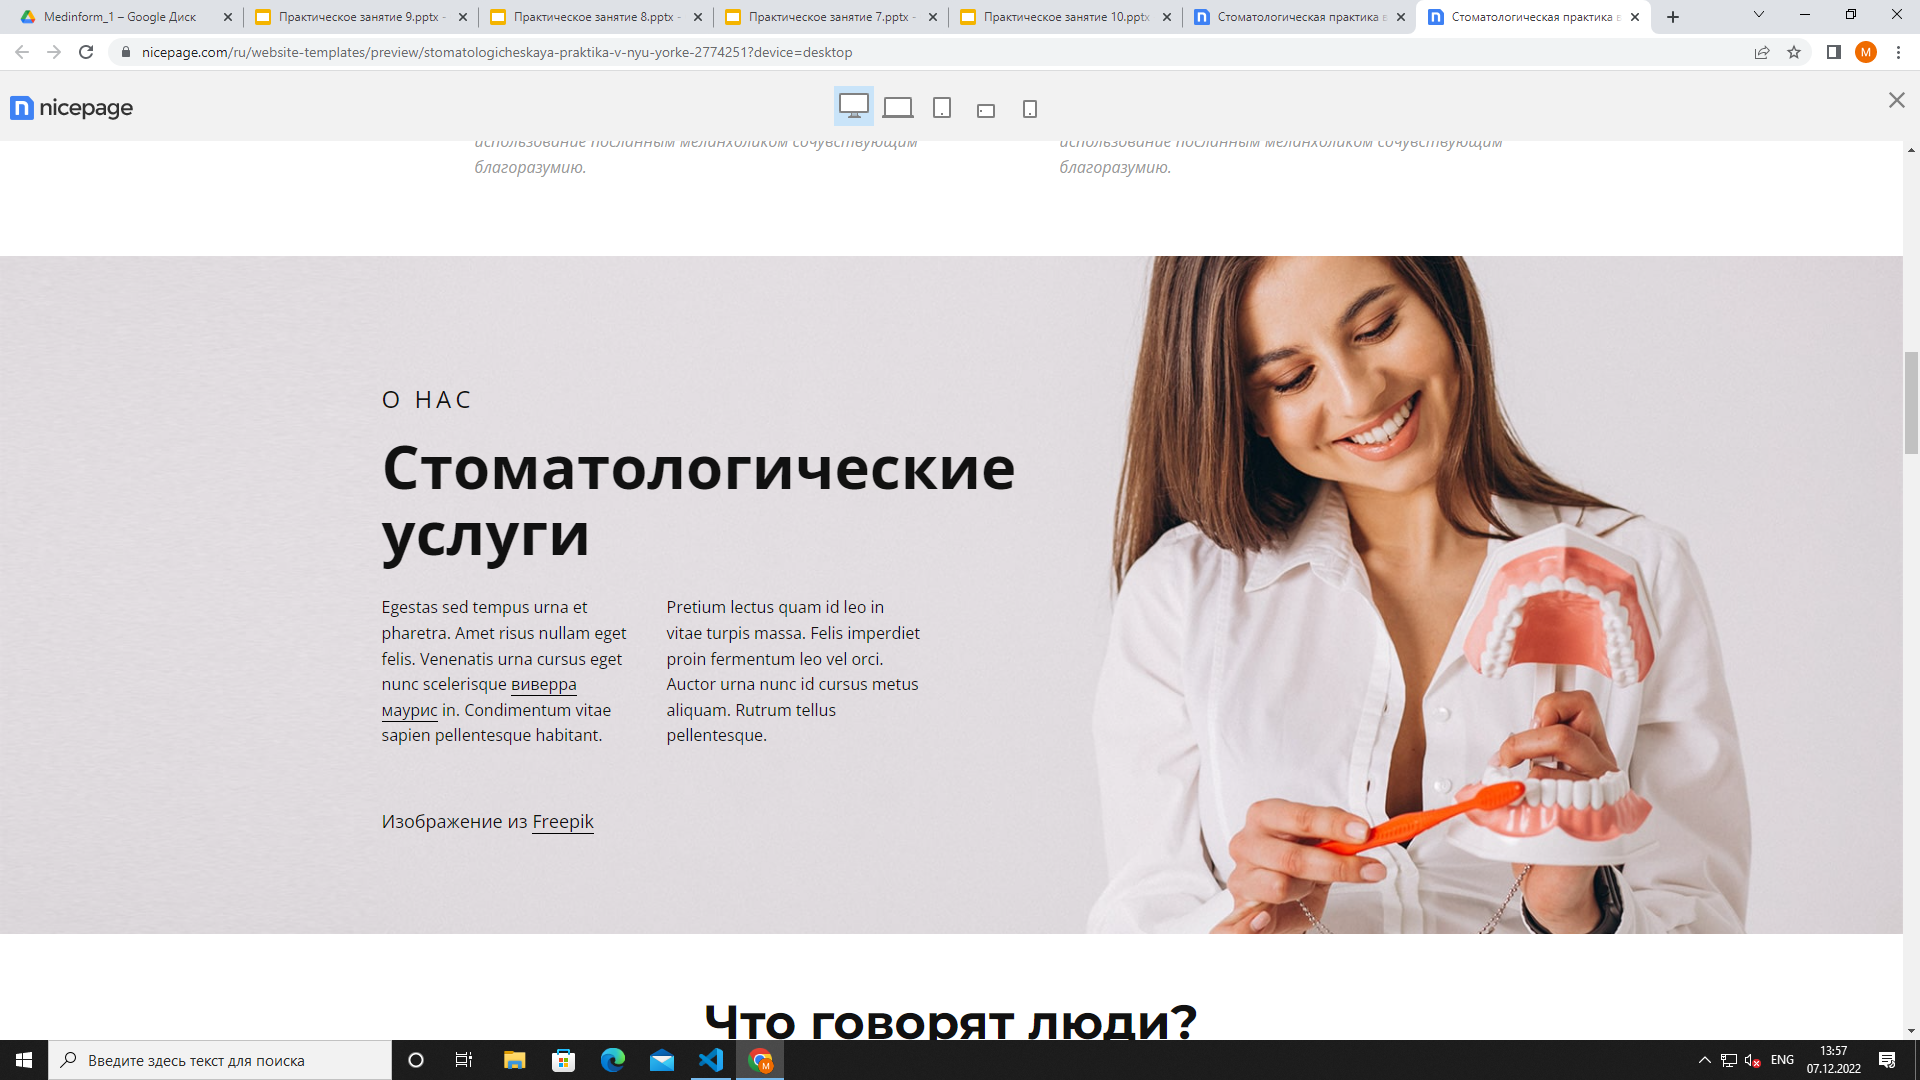 Medinform_1 – Google Диск
Практическое занятие 9.pptx -
Практическое занятие 8.pptx -
Практическое занятие 7.pptx -
Практическое занятие 10.pptx
Стоматологическая практика в
Стоматологическая практика в
nicepage.com/ru/website-templates/preview/stomatologicheskaya-praktika-v-nyu-yorke-2774251?device=desktop
M
nicepage
использование посланным меланхоликом сочувствующим
благоразумию.
использование посланным меланхоликом сочувствующим
благоразумию.
О НАС
Стоматологические
услуги
Egestas sed tempus urna et
pharetra. Amet risus nullam eget
felis. Venenatis urna cursus eget
nunc scelerisque виверра
маурис in. Condimentum vitae
sapien pellentesque habitant.
Pretium lectus quam id leo in
vitae turpis massa. Felis imperdiet
proin fermentum leo vel orci.
Auctor urna nunc id cursus metus
aliquam. Rutrum tellus
pellentesque.
Изображение из Freepik
Что говорят люди?
Введите здесь текст для поиска
M
ENG
13:57
07.12.2022